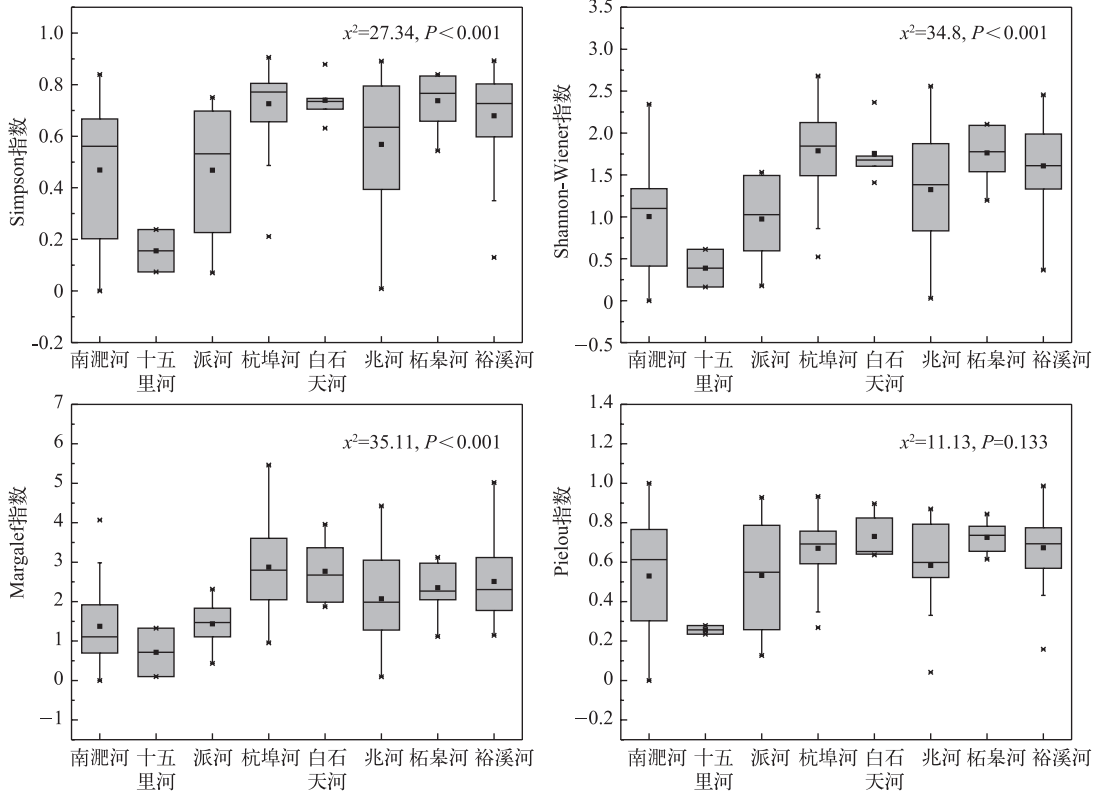 x²=27.34, P<0.001
Simpson指数
1.0
0.8
0.6
0.4
0.2
0
-0.2
南淝河 十五里河 派河 杭埠河 白石天河 兆河 柘皋河 裕溪河
x²=34.8, P<0.001
Shannon-Wiener指数
3.5
3.0
2.5
2.0
1.5
1.0
0.5
0
−0.5
南淝河 十五里河 派河 杭埠河 白石天河 兆河 柘皋河 裕溪河
x²=35.11, P<0.001
Margalef指数
7
6
5
4
3
2
1
0
−1
南淝河 十五里河 派河 杭埠河 白石天河 兆河 柘皋河 裕溪河
x²=11.13, P=0.133
Pielou指数
1.4
1.2
1.0
0.8
0.6
0.4
0.2
0.0
−0.2
南淝河 十五里河 派河 杭埠河 白石天河 兆河 柘皋河 裕溪河